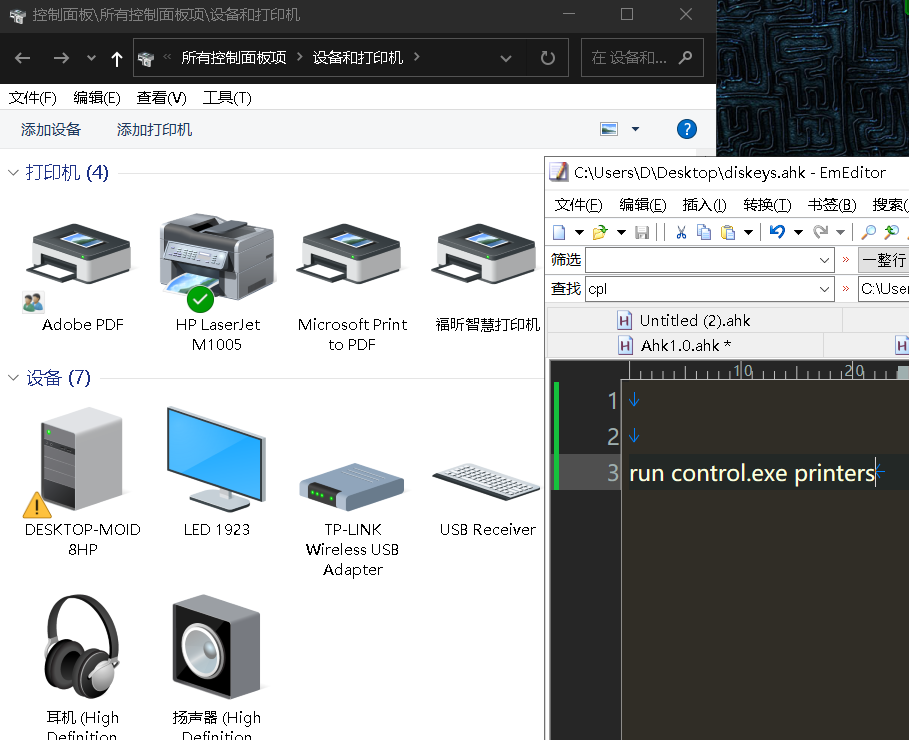 控制面板\所有控制面板项\设备和打印机
所有控制面板项 设备和打印机
在 设备和...
文件(F) 编辑(E) 查看(V) 工具(T)
添加设备 添加打印机
打印机 (4)
Adobe PDF
HP LaserJet
M1005
Microsoft Print
to PDF
福昕智慧打印机
设备 (7)
DESKTOP-MOID
8HP
LED 1923
TP-LINK
Wireless USB
Adapter
USB Receiver
耳机 (High
Definition
扬声器 (High
Definition
C:\Users\D\Desktop\diskeys.ahk - EmEditor
文件(F) 编辑(E) 插入(I) 转换(T) 书签(B) 搜索(
筛选 一整行
查找 cpl C:\User
Untitled (2).ahk
Ahk1.0.ahk *
10 20
1
2
3 run control.exe printers